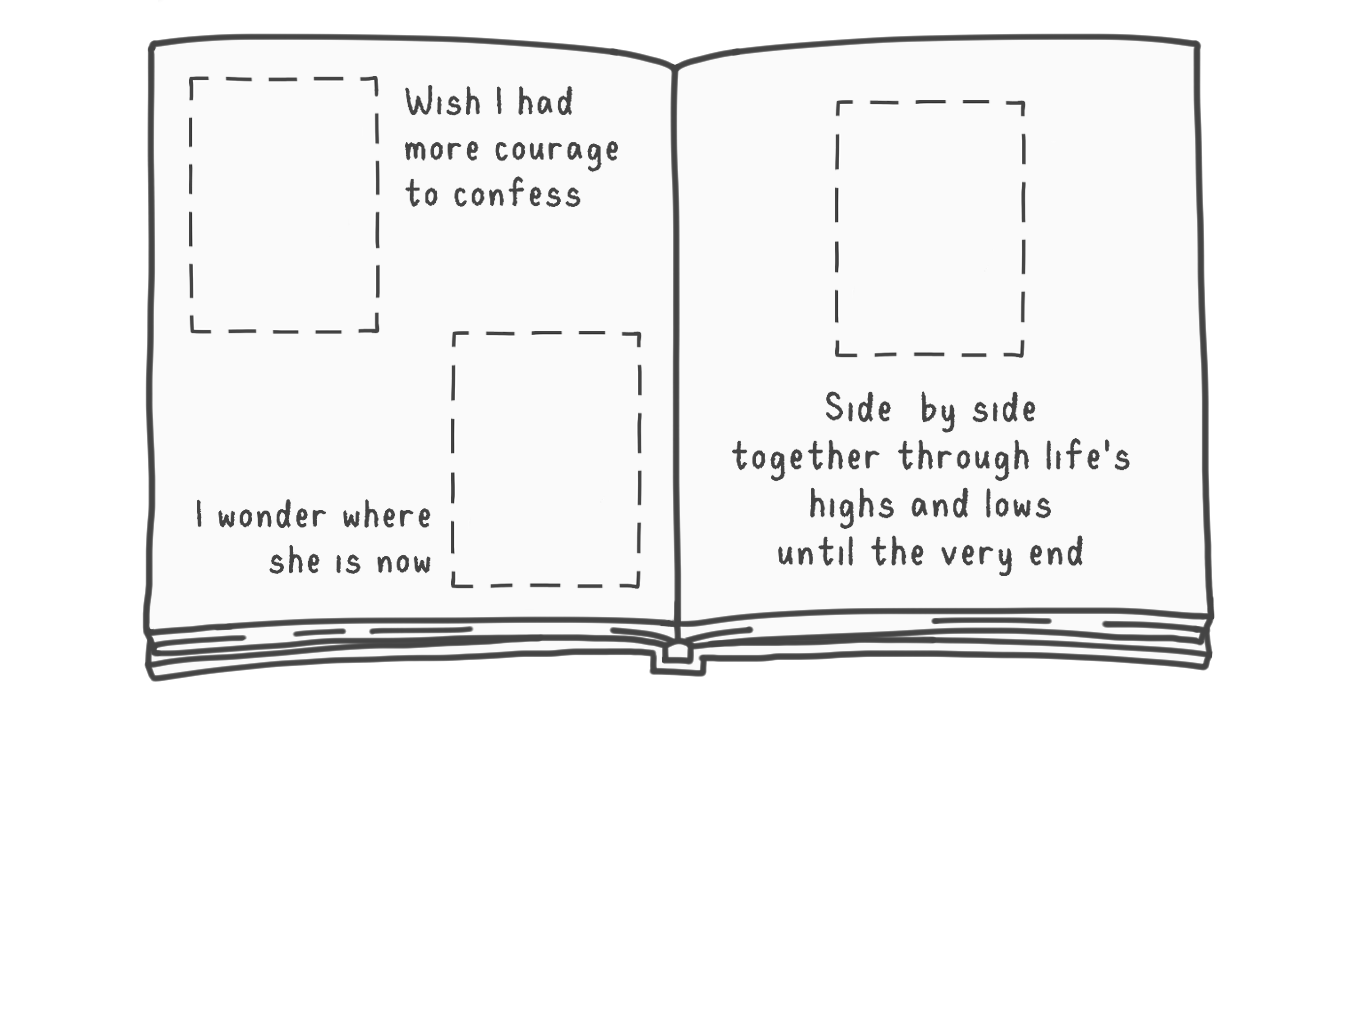 Wish I had
more courage
to confess
I wonder where
she is now
Side by side
together through life's
highs and lows
until the very end